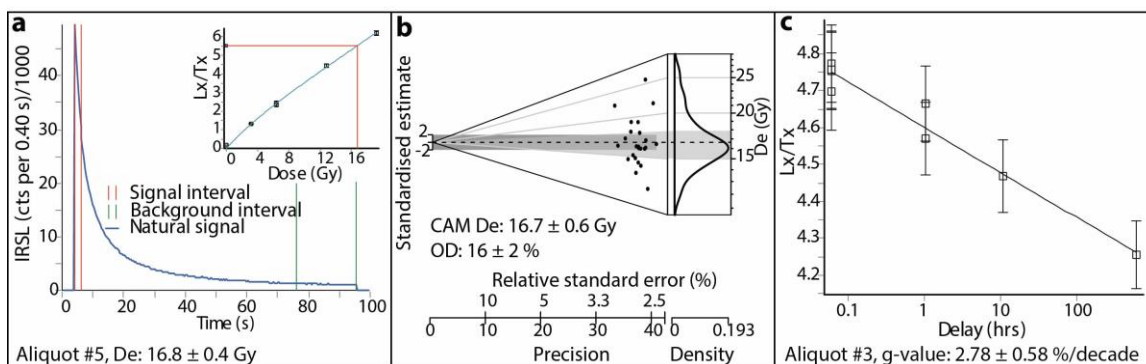 a
IRSL (cts per 0.40 s)/1000
40
30
20
10
0
0 20 40 60 80 100
Time (s)
Lx/Tx
6
5
4
3
2
1
0
0 4 8 12 16
Dose (Gy)
Signal interval
Background interval
Natural signal
Aliquot #5, De: 16.8 ± 0.4 Gy
b
Standardised estimate
2
-2
25
20
15
De (Gy)
CAM De: 16.7 ± 0.6 Gy
OD: 16 ± 2 %
Relative standard error (%)
10 5 3.3 2.5
0 10 20 30 40 0 0.193
Precision Density
c
Lx/Tx
4.8
4.7
4.6
4.5
4.4
4.3
4.2
0.1 1 10 100
Delay (hrs)
Aliquot #3, g-value: 2.78 ± 0.58 %/decade